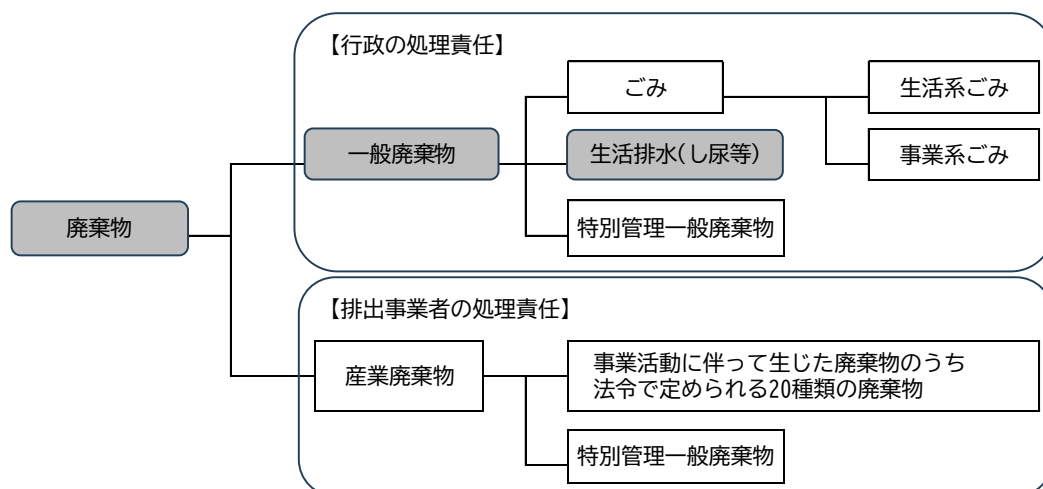 【行政の処理責任】
ごみ
生活系ごみ
一般廃棄物
生活排水(し尿等)
事業系ごみ
廃棄物
特別管理一般廃棄物
【排出事業者の処理責任】
産業廃棄物
事業活動に伴って生じた廃棄物のうち
法令で定められる20種類の廃棄物
特別管理一般廃棄物